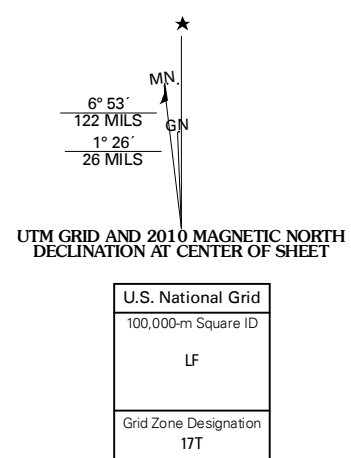 ★
MN
6° 53´
122 MILS
GN
1° 26´
26 MILS
UTM GRID AND 2010 MAGNETIC NORTH
DECLINATION AT CENTER OF SHEET
U.S. National Grid
100,000-m Square ID
LF
Grid Zone Designation
17T